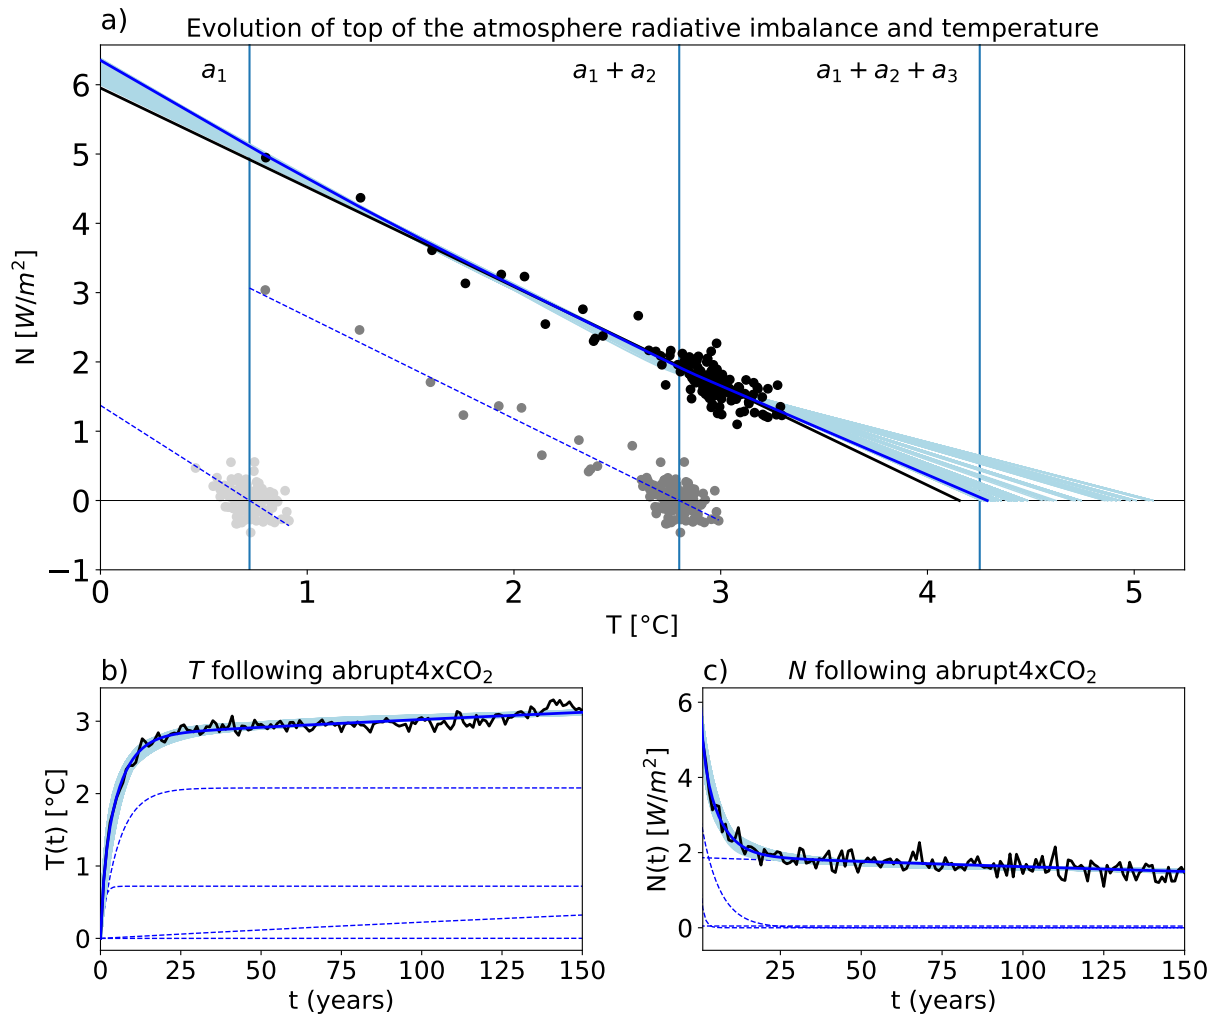 a)
Evolution of top of the atmosphere radiative imbalance and temperature
a₁
a₁ + a₂
a₁ + a₂ + a₃
6
5
4
3
2
1
0
−1
N [W/m²]
0 1 2 3 4 5
T [°C]
b)
T following abrupt4xCO₂
3
2
1
0
T(t) [°C]
0 25 50 75 100 125 150
t (years)
c)
N following abrupt4xCO₂
6
4
2
0
N(t) [W/m²]
25 50 75 100 125 150
t (years)